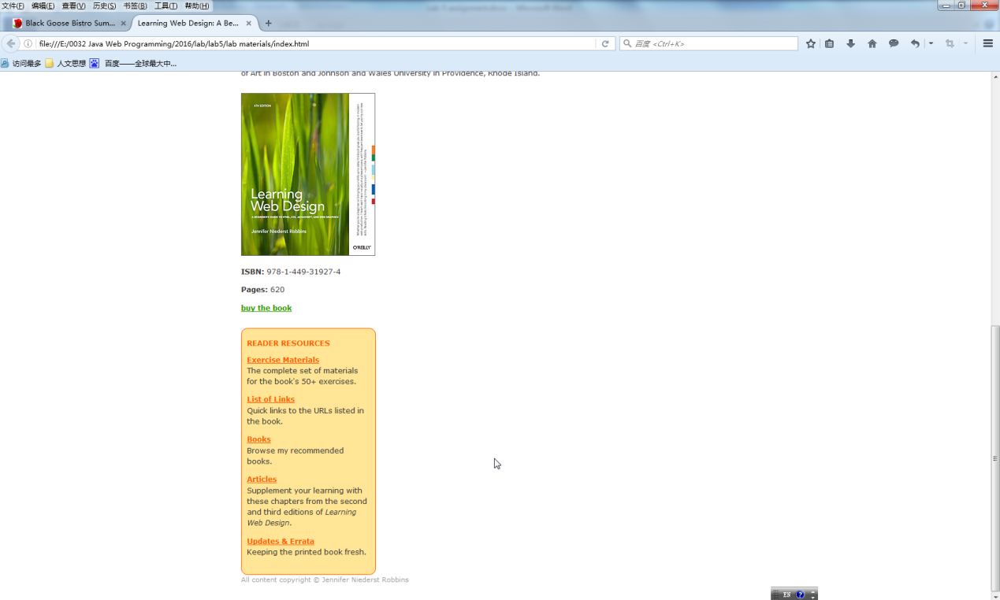 文件(F) 编辑(E) 查看(V) 历史(S) 书签(B) 工具(T) 帮助(H)
Black Goose Bistro Sum... Learning Web Design: A Be...
file:///E:/0032 Java Web Programming/2016/lab/lab5/lab materials/index.html
百度 <Ctrl+K>
访问最多 人文思想 百度——全球最大中...
of Art in Boston and Johnson and Wales University in Providence, Rhode Island.
4TH EDITION
Learning
Web Design
A BEGINNER'S GUIDE TO HTML, CSS, JAVASCRIPT, AND WEB GRAPHICS
Jennifer Niederst Robbins
O'REILLY
ISBN: 978-1-449-31927-4
Pages: 620
buy the book
READER RESOURCES
Exercise Materials
The complete set of materials
for the book's 50+ exercises.
List of Links
Quick links to the URLs listed in
the book.
Books
Browse my recommended
books.
Articles
Supplement your learning with
these chapters from the second
and third editions of Learning
Web Design.
Updates & Errata
Keeping the printed book fresh.
All content copyright © Jennifer Niederst Robbins
EN